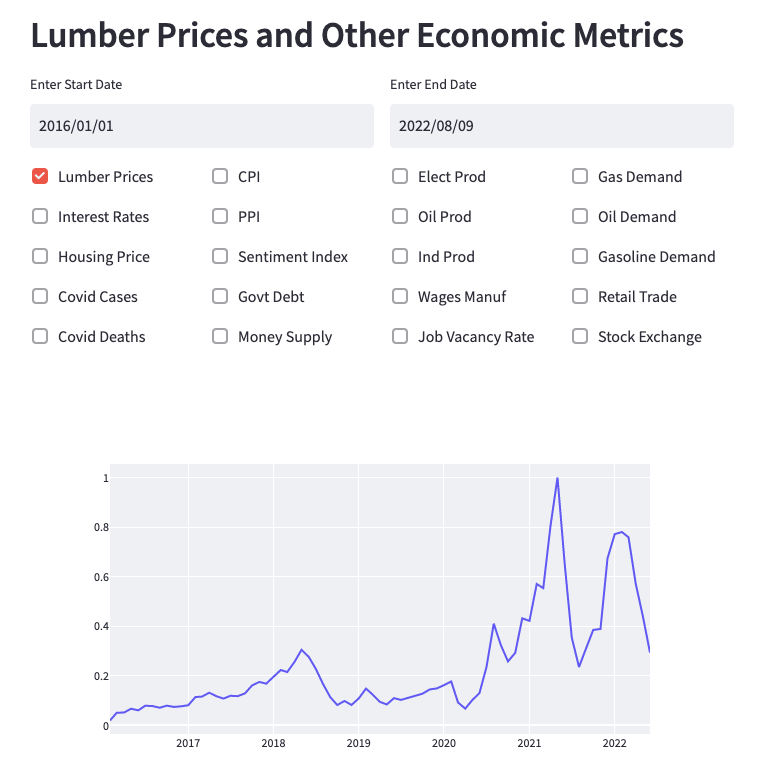 Lumber Prices and Other Economic Metrics
Enter Start Date Enter End Date
2016/01/01 2022/08/09
Lumber Prices CPI Elect Prod Gas Demand
Interest Rates PPI Oil Prod Oil Demand
Housing Price Sentiment Index Ind Prod Gasoline Demand
Covid Cases Govt Debt Wages Manuf Retail Trade
Covid Deaths Money Supply Job Vacancy Rate Stock Exchange
1
0.8
0.6
0.4
0.2
0
2017 2018 2019 2020 2021 2022